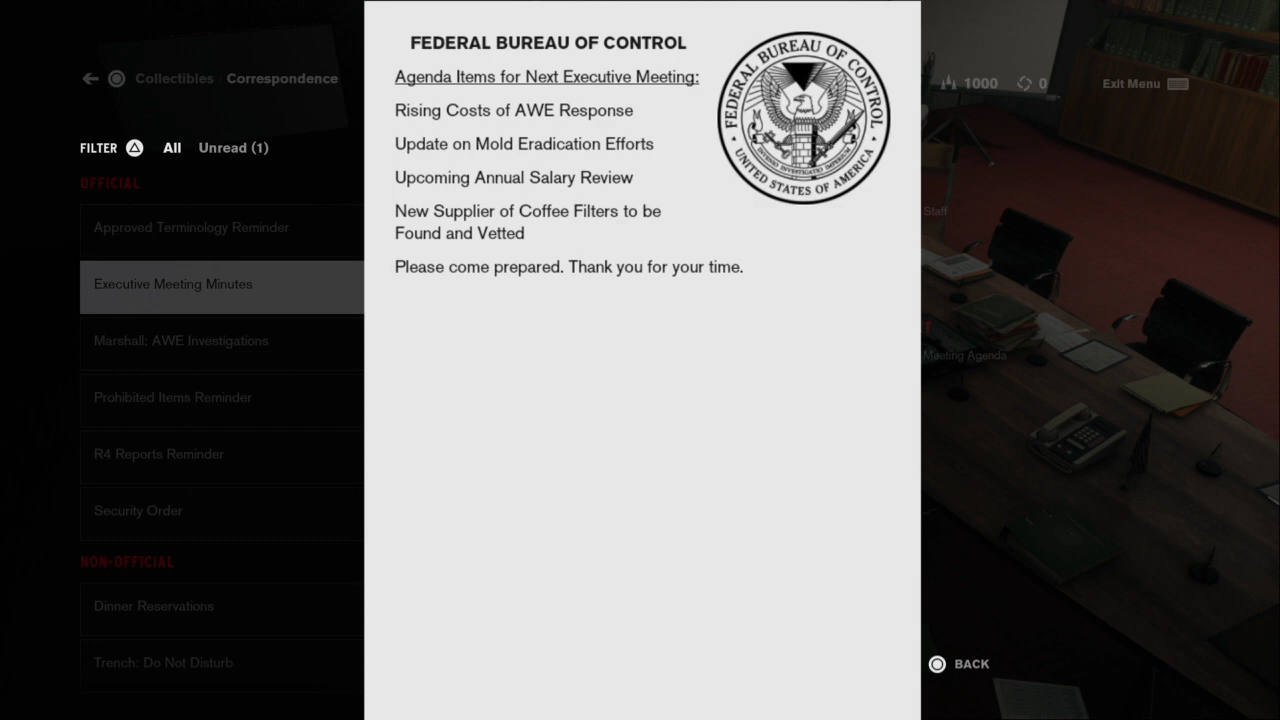 Collectibles
Correspondence
1000
0
Exit Menu
FILTER
All
Unread (1)
OFFICIAL
Approved Terminology Reminder
Executive Meeting Minutes
Marshall: AWE Investigations
Prohibited Items Reminder
R4 Reports Reminder
Security Order
NON-OFFICIAL
Dinner Reservations
Trench: Do Not Disturb
FEDERAL BUREAU OF CONTROL
Agenda Items for Next Executive Meeting:
Rising Costs of AWE Response
Update on Mold Eradication Efforts
Upcoming Annual Salary Review
New Supplier of Coffee Filters to be
Found and Vetted
Please come prepared. Thank you for your time.
FEDERAL BUREAU OF CONTROL
INVENIO INVESTIGATIO IMPERIUM
UNITED STATES OF AMERICA
Staff
T
Meeting Agenda
BACK